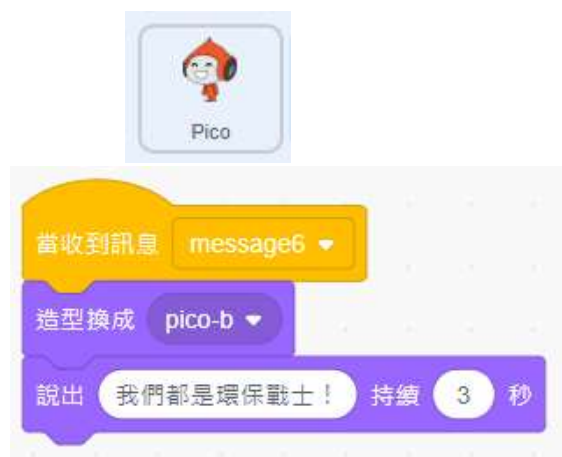 Pico
當收到訊息 message6
造型換成 pico-b
說出 我們都是環保戰士！ 持續 3 秒